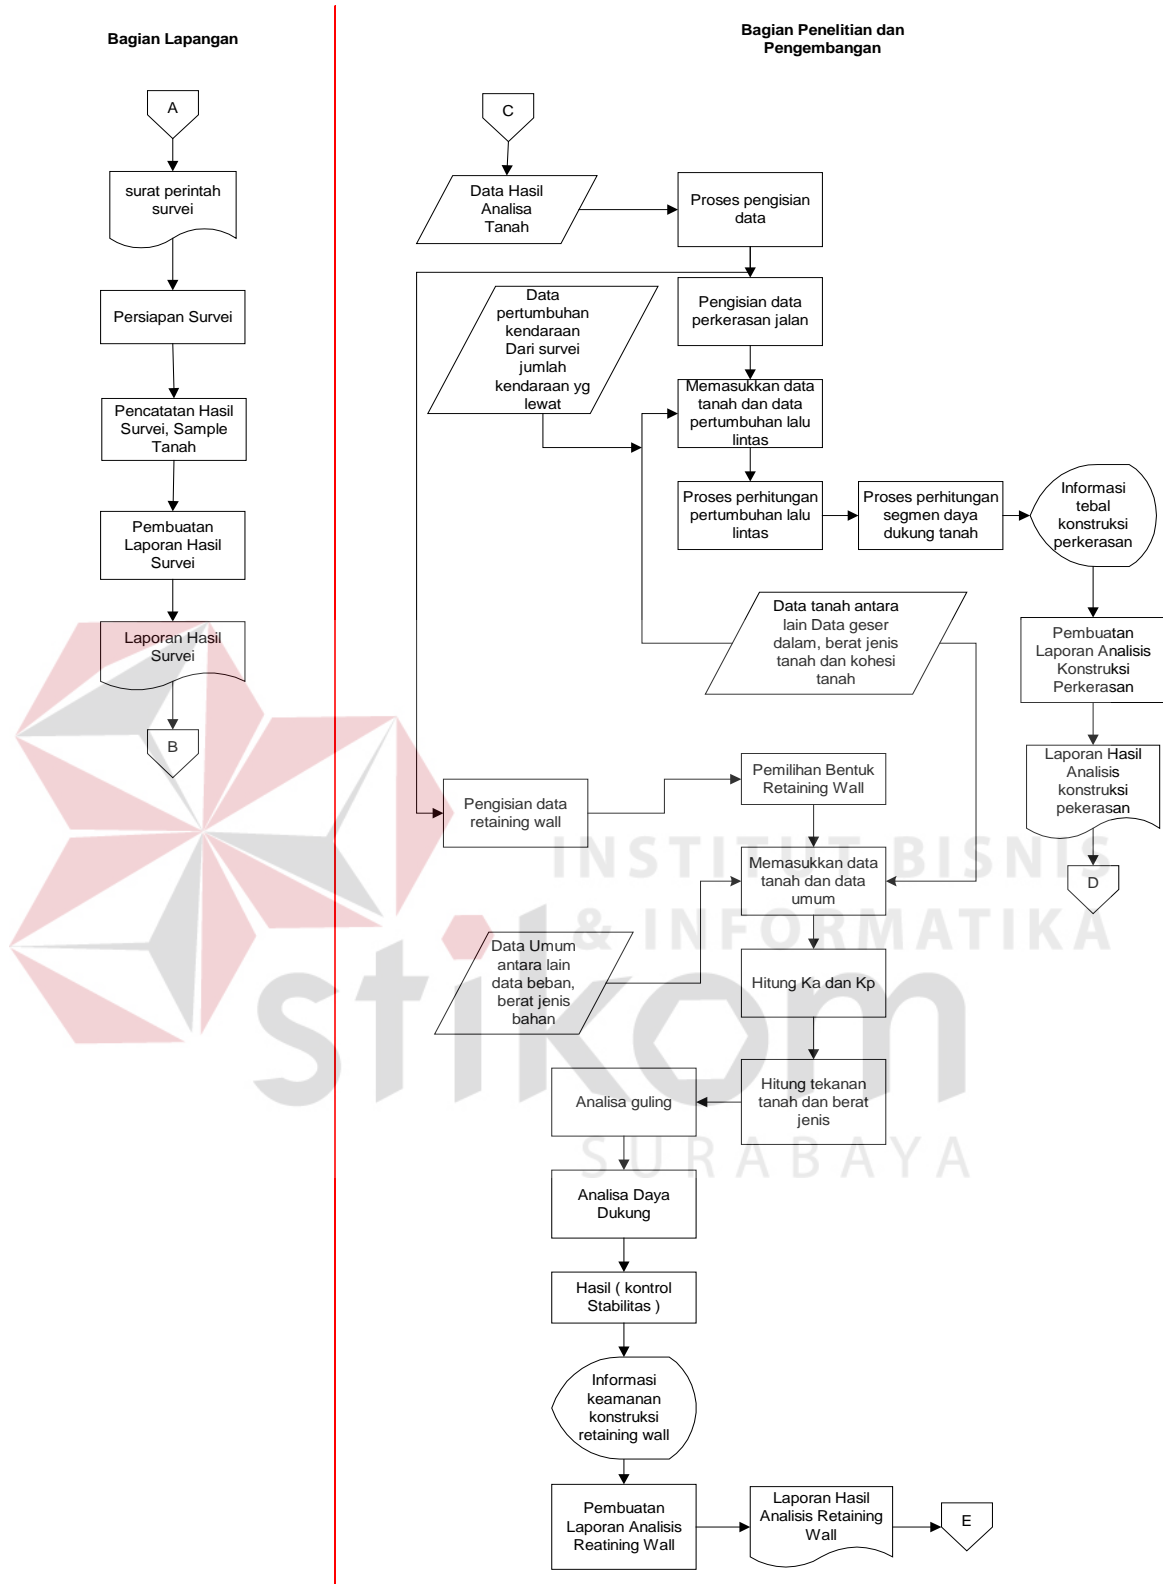 Bagian Lapangan
A
surat perintah
survei
Persiapan Survei
Pencatatan Hasil
Survei, Sample
Tanah
Pembuatan
Laporan Hasil
Survei
Laporan Hasil
Survei
B
Bagian Penelitian dan
Pengembangan
C
Data Hasil
Analisa
Tanah
Proses pengisian
data
Data
pertumbuhan
kendaraan
Dari survei
jumlah
kendaraan yg
lewat
Pengisian data
perkerasan jalan
Memasukkan data
tanah dan data
pertumbuhan lalu
lintas
Proses perhitungan
pertumbuhan lalu
lintas
Proses perhitungan
segmen daya
dukung tanah
Informasi
tebal
konstruksi
perkerasan
Data tanah antara
lain Data geser
dalam, berat jenis
tanah dan kohesi
tanah
Pembuatan
Laporan Analisis
Konstruksi
Perkerasan
Laporan Hasil
Analisis
konstruksi
pekerasan
D
Pengisian data
retaining wall
Pemilihan Bentuk
Retaining Wall
Memasukkan data
tanah dan data
umum
Data Umum
antara lain
data beban,
berat jenis
bahan
Hitung Ka dan Kp
Hitung tekanan
tanah dan berat
jenis
Analisa guling
Analisa Daya
Dukung
Hasil ( kontrol
Stabilitas )
Informasi
keamanan
konstruksi
retaining wall
Pembuatan
Laporan Analisis
Reatining Wall
Laporan Hasil
Analisis Retaining
Wall
E
INSTITUT BISNIS
& INFORMATIKA
stikom
SURABAYA